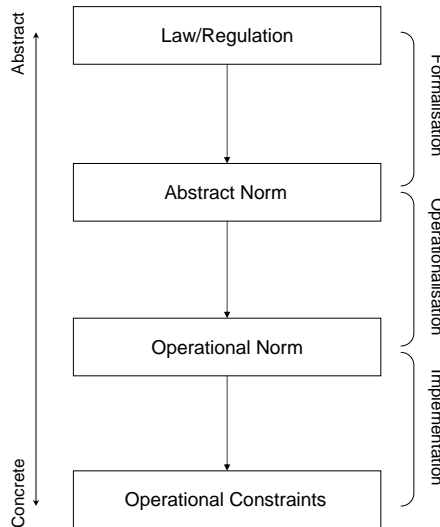 Abstract
Law/Regulation
Formalisation
Abstract Norm
Operationalisation
Operational Norm
Implementation
Concrete
Operational Constraints